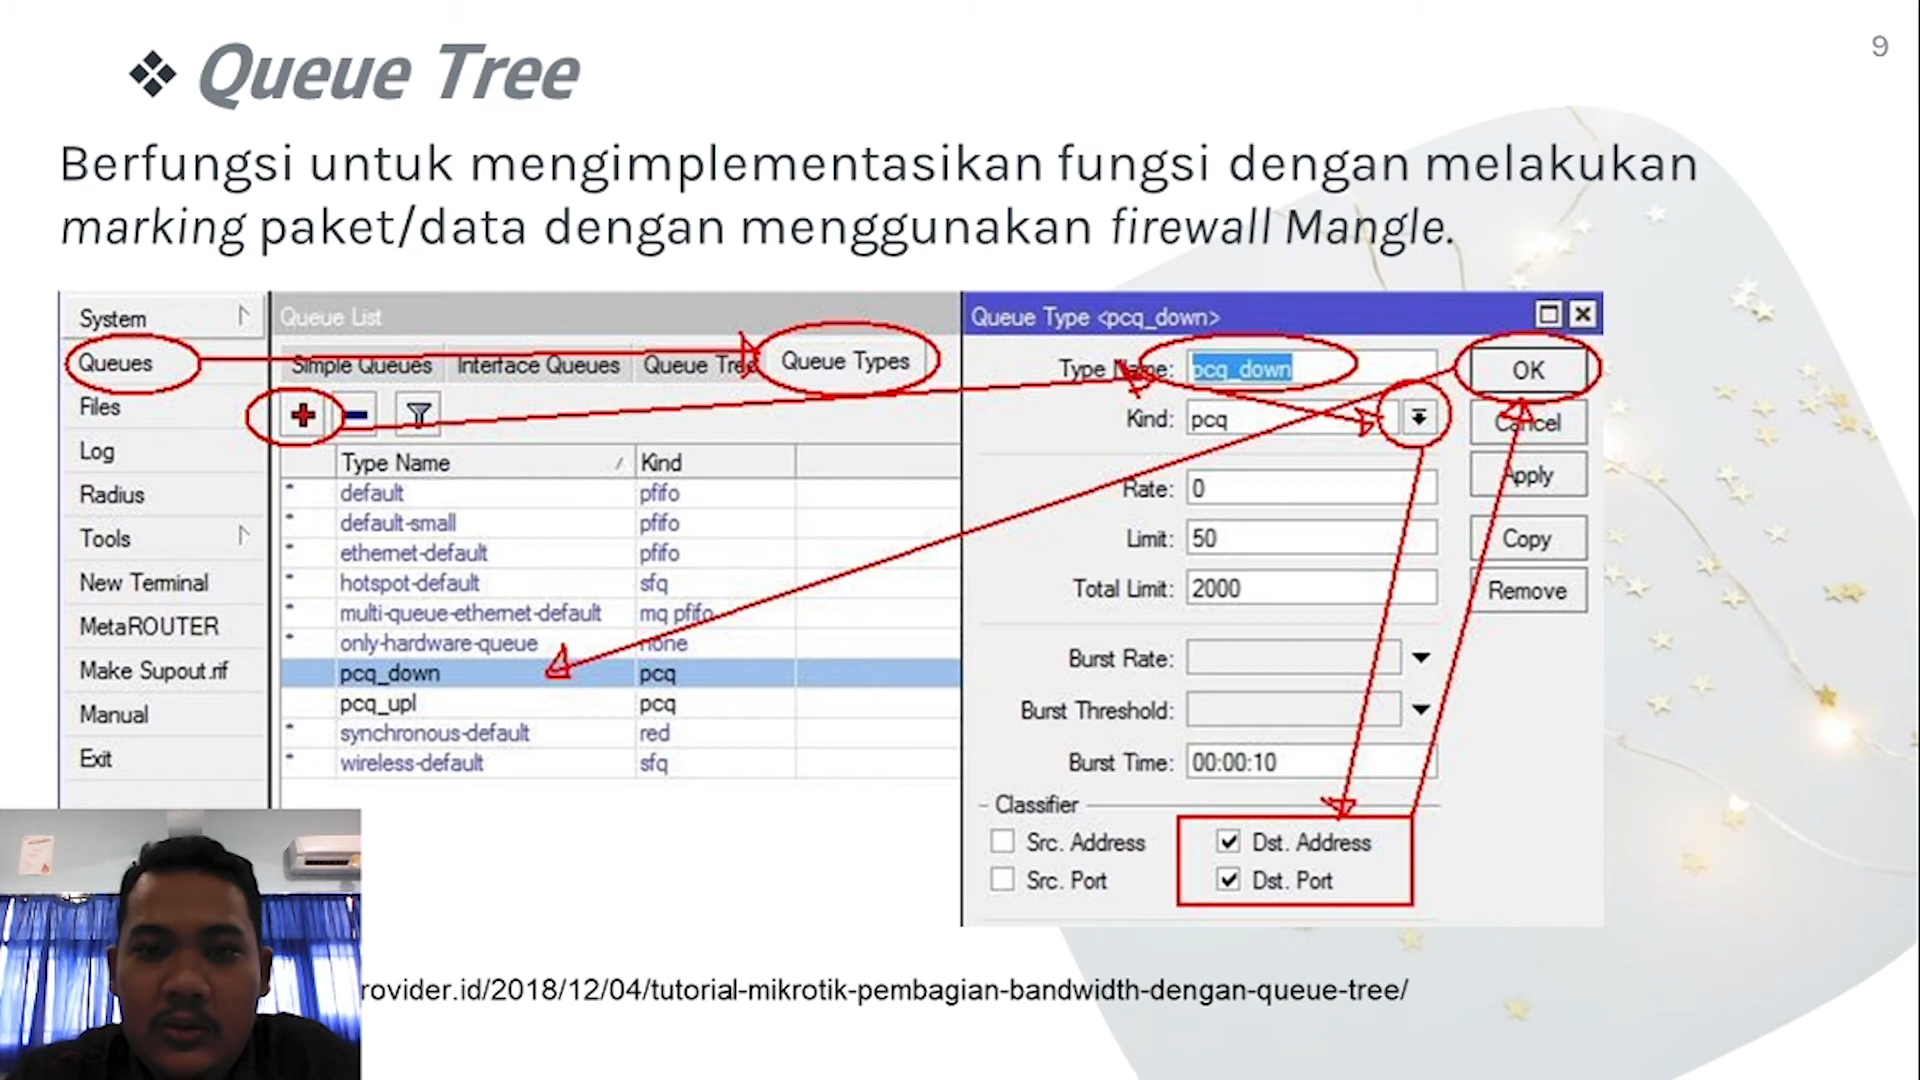 Queue Tree
9
Berfungsi untuk mengimplementasikan fungsi dengan melakukan
marking paket/data dengan menggunakan firewall Mangle.
System
Queues
Files
Log
Radius
Tools
New Terminal
MetaROUTER
Make Supout.rif
Manual
Exit
Queue List
Simple Queues Interface Queues Queue Tree Queue Types
Type Name / Kind
* default pfifo
* default-small pfifo
* ethernet-default pfifo
* hotspot-default sfq
* multi-queue-ethernet-default mq pfifo
* only-hardware-queue none
pcq_down pcq
pcq_upl pcq
* synchronous-default red
* wireless-default sfq
Queue Type <pcq_down>
Type Name: pcq_down
Kind: pcq
Rate: 0
Limit: 50
Total Limit: 2000
Burst Rate:
Burst Threshold:
Burst Time: 00:00:10
Classifier
Src. Address Dst. Address
Src. Port Dst. Port
OK
Cancel
Apply
Copy
Remove
rovider.id/2018/12/04/tutorial-mikrotik-pembagian-bandwidth-dengan-queue-tree/